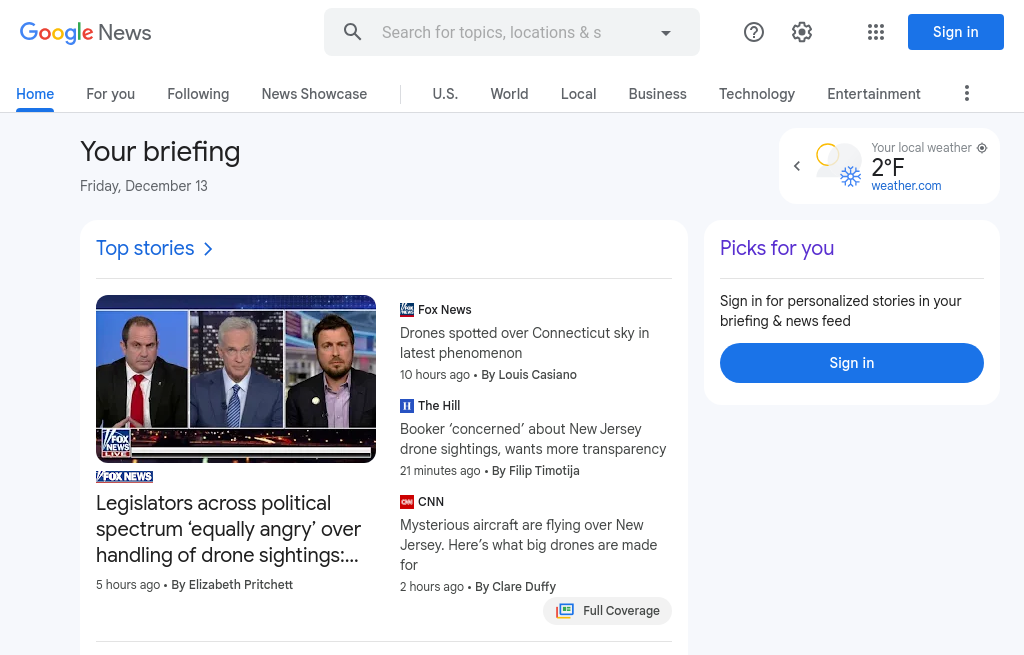 Google News
Search for topics, locations & s
Sign in
Home
For you
Following
News Showcase
U.S.
World
Local
Business
Technology
Entertainment
Your briefing
Friday, December 13
Your local weather
2°F
weather.com
Top stories
FOX
NEWS
LIVE
FOX NEWS
Legislators across political
spectrum ‘equally angry’ over
handling of drone sightings:...
5 hours ago • By Elizabeth Pritchett
Fox News
Drones spotted over Connecticut sky in
latest phenomenon
10 hours ago • By Louis Casiano
H The Hill
Booker ‘concerned’ about New Jersey
drone sightings, wants more transparency
21 minutes ago • By Filip Timotija
CNN CNN
Mysterious aircraft are flying over New
Jersey. Here’s what big drones are made
for
2 hours ago • By Clare Duffy
Full Coverage
Picks for you
Sign in for personalized stories in your
briefing & news feed
Sign in